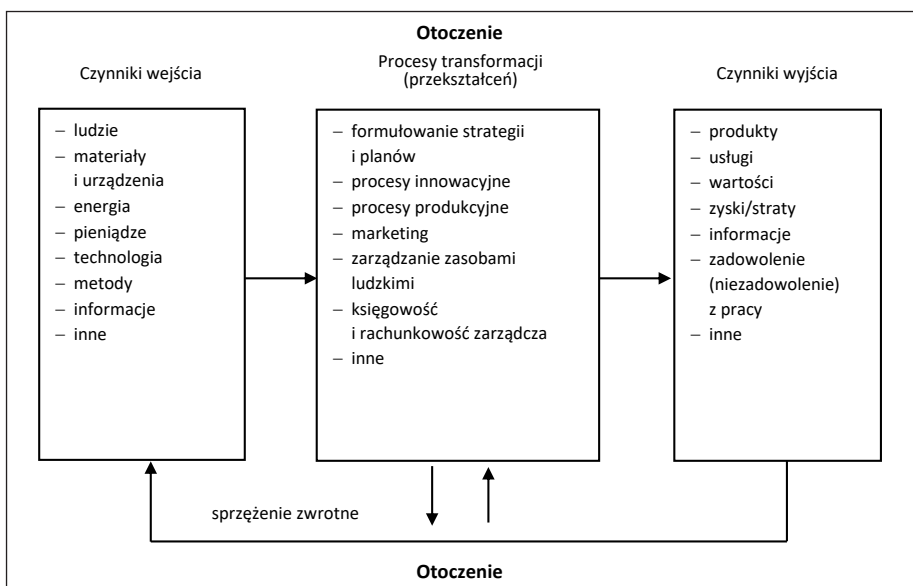 Otoczenie
Czynniki wejścia
Procesy transformacji
(przekształceń)
Czynniki wyjścia
– ludzie
– materiały
i urządzenia
– energia
– pieniądze
– technologia
– metody
– informacje
– inne
– formułowanie strategii
i planów
– procesy innowacyjne
– procesy produkcyjne
– marketing
– zarządzanie zasobami
ludzkimi
– księgowość
i rachunkowość zarządcza
– inne
– produkty
– usługi
– wartości
– zyski/straty
– informacje
– zadowolenie
(niezadowolenie)
z pracy
– inne
sprzężenie zwrotne
Otoczenie